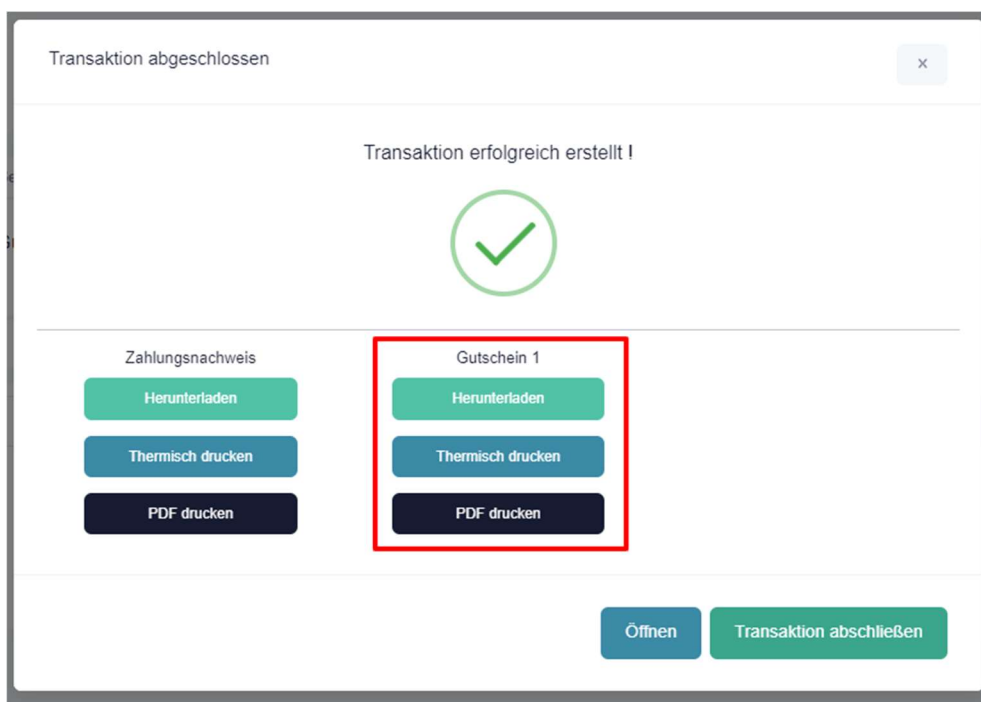 Transaktion abgeschlossen
×
Transaktion erfolgreich erstellt !
Zahlungsnachweis
Herunterladen
Thermisch drucken
PDF drucken
Gutschein 1
Herunterladen
Thermisch drucken
PDF drucken
Öffnen
Transaktion abschließen